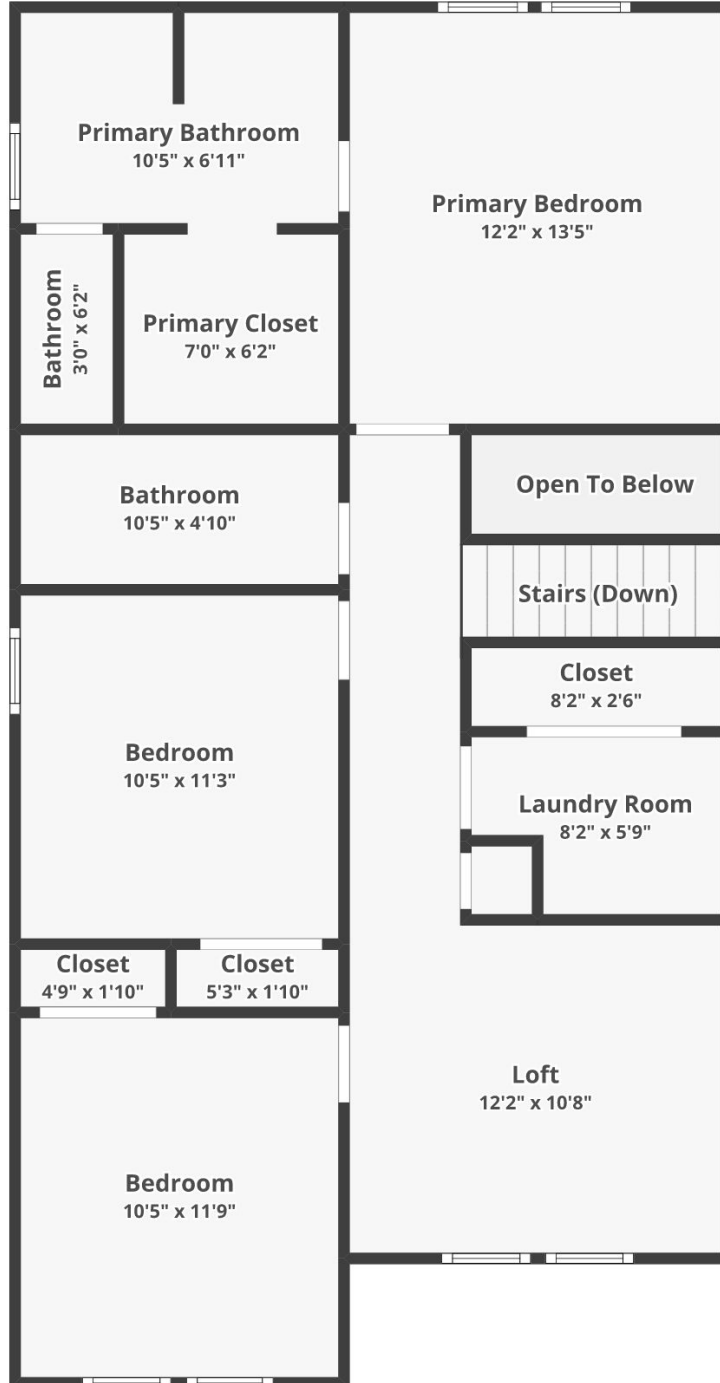 Primary Bathroom
10'5" x 6'11"
Primary Bedroom
12'2" x 13'5"
Bathroom
3'0" x 6'2"
Primary Closet
7'0" x 6'2"
Bathroom
10'5" x 4'10"
Open To Below
Stairs (Down)
Closet
8'2" x 2'6"
Bedroom
10'5" x 11'3"
Laundry Room
8'2" x 5'9"
Closet
4'9" x 1'10"
Closet
5'3" x 1'10"
Loft
12'2" x 10'8"
Bedroom
10'5" x 11'9"